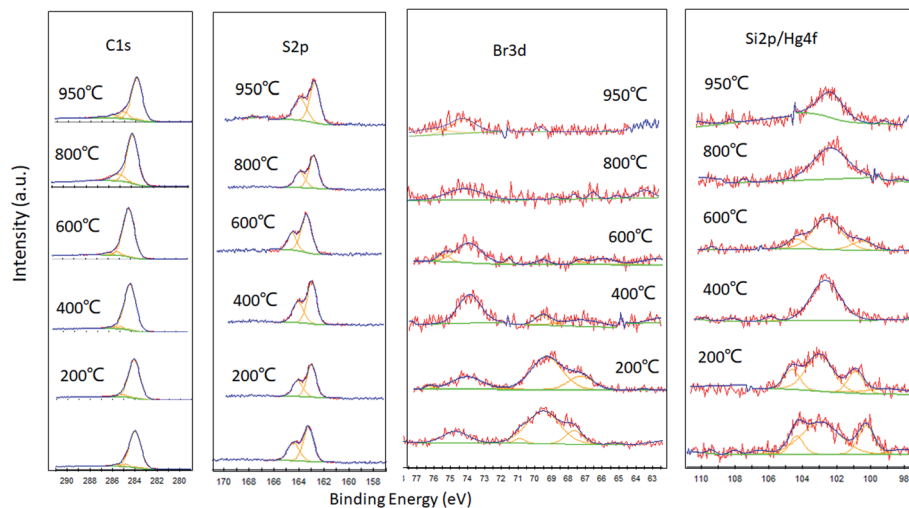 C1s
950℃
800℃
600℃
400℃
200℃
290 288 286 284 282 280
S2p
950℃
800℃
600℃
400℃
200℃
170 168 166 164 162 160 158
Br3d
950℃
800℃
600℃
400℃
200℃
77 76 75 74 73 72 71 70 69 68 67 66 65 64 63
Si2p/Hg4f
950℃
800℃
600℃
400℃
200℃
110 108 106 104 102 100 98
Intensity (a.u.)
Binding Energy (eV)